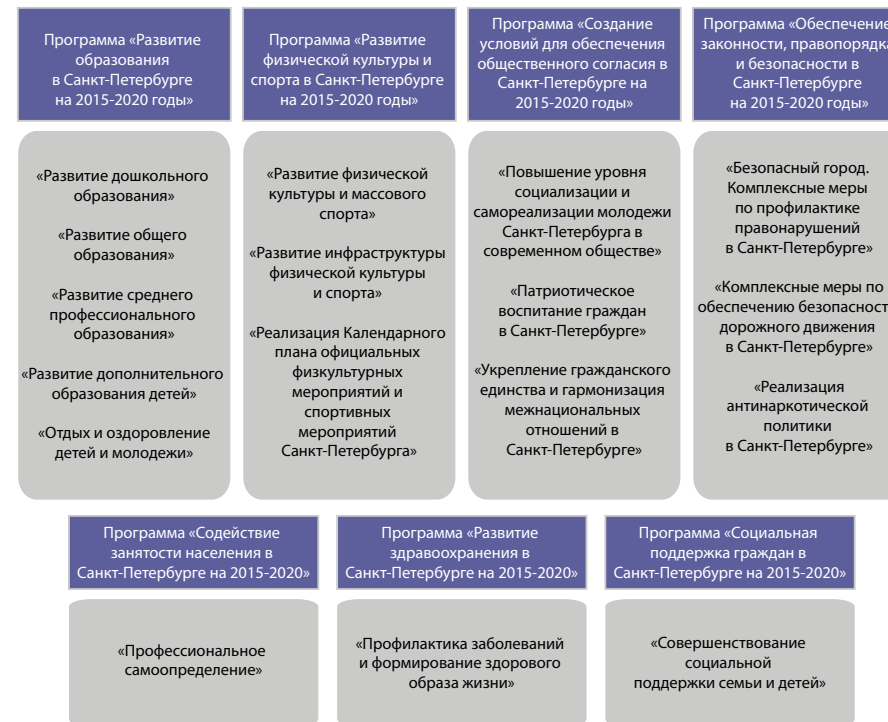 Программа «Развитие
образования
в Санкт-Петербурге
на 2015-2020 годы»
Программа «Развитие
физической культуры и
спорта в Санкт-Петербурге
на 2015-2020 годы»
Программа «Создание
условий для обеспечения
общественного согласия в
Санкт-Петербурге на
2015-2020 годы»
Программа «Обеспечение
законности, правопорядка
и безопасности в
Санкт-Петербурге
на 2015-2020 годы»
«Развитие дошкольного
образования»
«Развитие общего
образования»
«Развитие среднего
профессионального
образования»
«Развитие дополнительного
образования детей»
«Отдых и оздоровление
детей и молодежи»
«Развитие физической
культуры и массового
спорта»
«Развитие инфраструктуры
физической культуры
и спорта»
«Реализация Календарного
плана официальных
физкультурных
мероприятий и
спортивных
мероприятий
Санкт-Петербурга»
«Повышение уровня
социализации и
самореализации молодежи
Санкт-Петербурга в
современном обществе»
«Патриотическое
воспитание граждан
в Санкт-Петербурге»
«Укрепление гражданского
единства и гармонизация
межнациональных
отношений в
Санкт-Петербурге»
«Безопасный город.
Комплексные меры
по профилактике
правонарушений
в Санкт-Петербурге»
«Комплексные меры по
обеспечению безопасност
дорожного движения
в Санкт-Петербурге»
«Реализация
антинаркотической
политики
в Санкт-Петербурге»
Программа «Содействие
занятости населения в
Санкт-Петербурге на 2015-2020»
Программа «Развитие
здравоохранения в
Санкт-Петербурге на 2015-2020»
Программа «Социальная
поддержка граждан в
Санкт-Петербурге на 2015-2020»
«Профессиональное
самоопределение»
«Профилактика заболеваний
и формирование здорового
образа жизни»
«Совершенствование
социальной
поддержки семьи и детей»